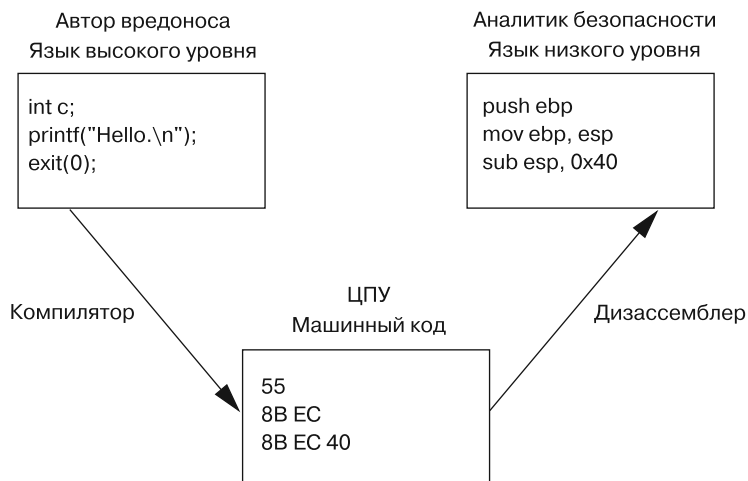 Автор вредоноса
Язык высокого уровня
int c;
printf("Hello.\n");
exit(0);
Аналитик безопасности
Язык низкого уровня
push ebp
mov ebp, esp
sub esp, 0x40
Компилятор
ЦПУ
Машинный код
55
8B EC
8B EC 40
Дизассемблер